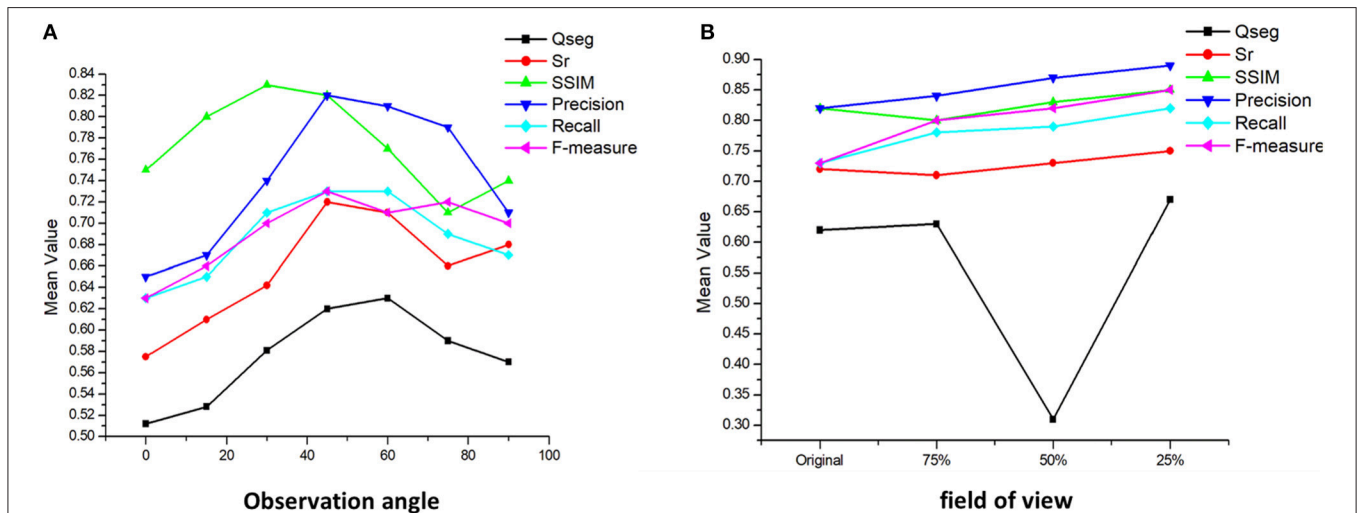 A
Qseg
Sr
SSIM
Precision
Recall
F-measure
0.84
0.82
0.80
0.78
0.76
0.74
0.72
0.70
0.68
0.66
0.64
0.62
0.60
0.58
0.56
0.54
0.52
0.50
Mean Value
0
20
40
60
80
100
Observation angle
B
Qseg
Sr
SSIM
Precision
Recall
F-measure
0.90
0.85
0.80
0.75
0.70
0.65
0.60
0.55
0.50
0.45
0.40
0.35
0.30
Mean Value
Original
75%
50%
25%
field of view